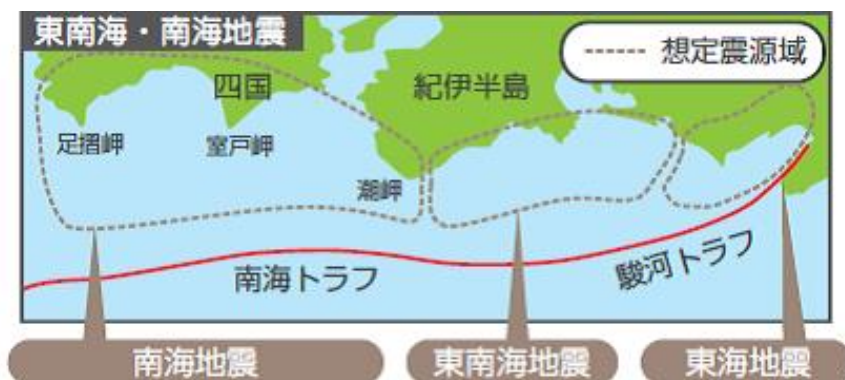 東南海・南海地震
想定震源域
四国
紀伊半島
足摺岬
室戸岬
潮岬
南海トラフ
駿河トラフ
南海地震
東南海地震
東海地震